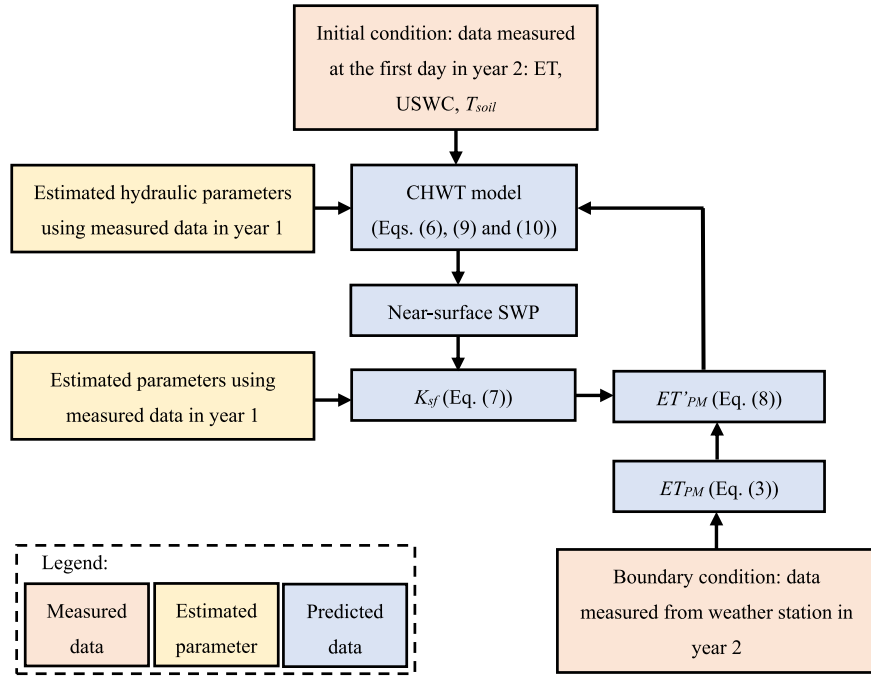 Initial condition: data measured
at the first day in year 2: ET,
USWC, Tsoil
Estimated hydraulic parameters
using measured data in year 1
CHWT model
(Eqs. (6), (9) and (10))
Near-surface SWP
Estimated parameters using
measured data in year 1
Ksf (Eq. (7))
ET'PM (Eq. (8))
ETPM (Eq. (3))
Boundary condition: data
measured from weather station in
year 2
Legend:
Measured
data
Estimated
parameter
Predicted
data